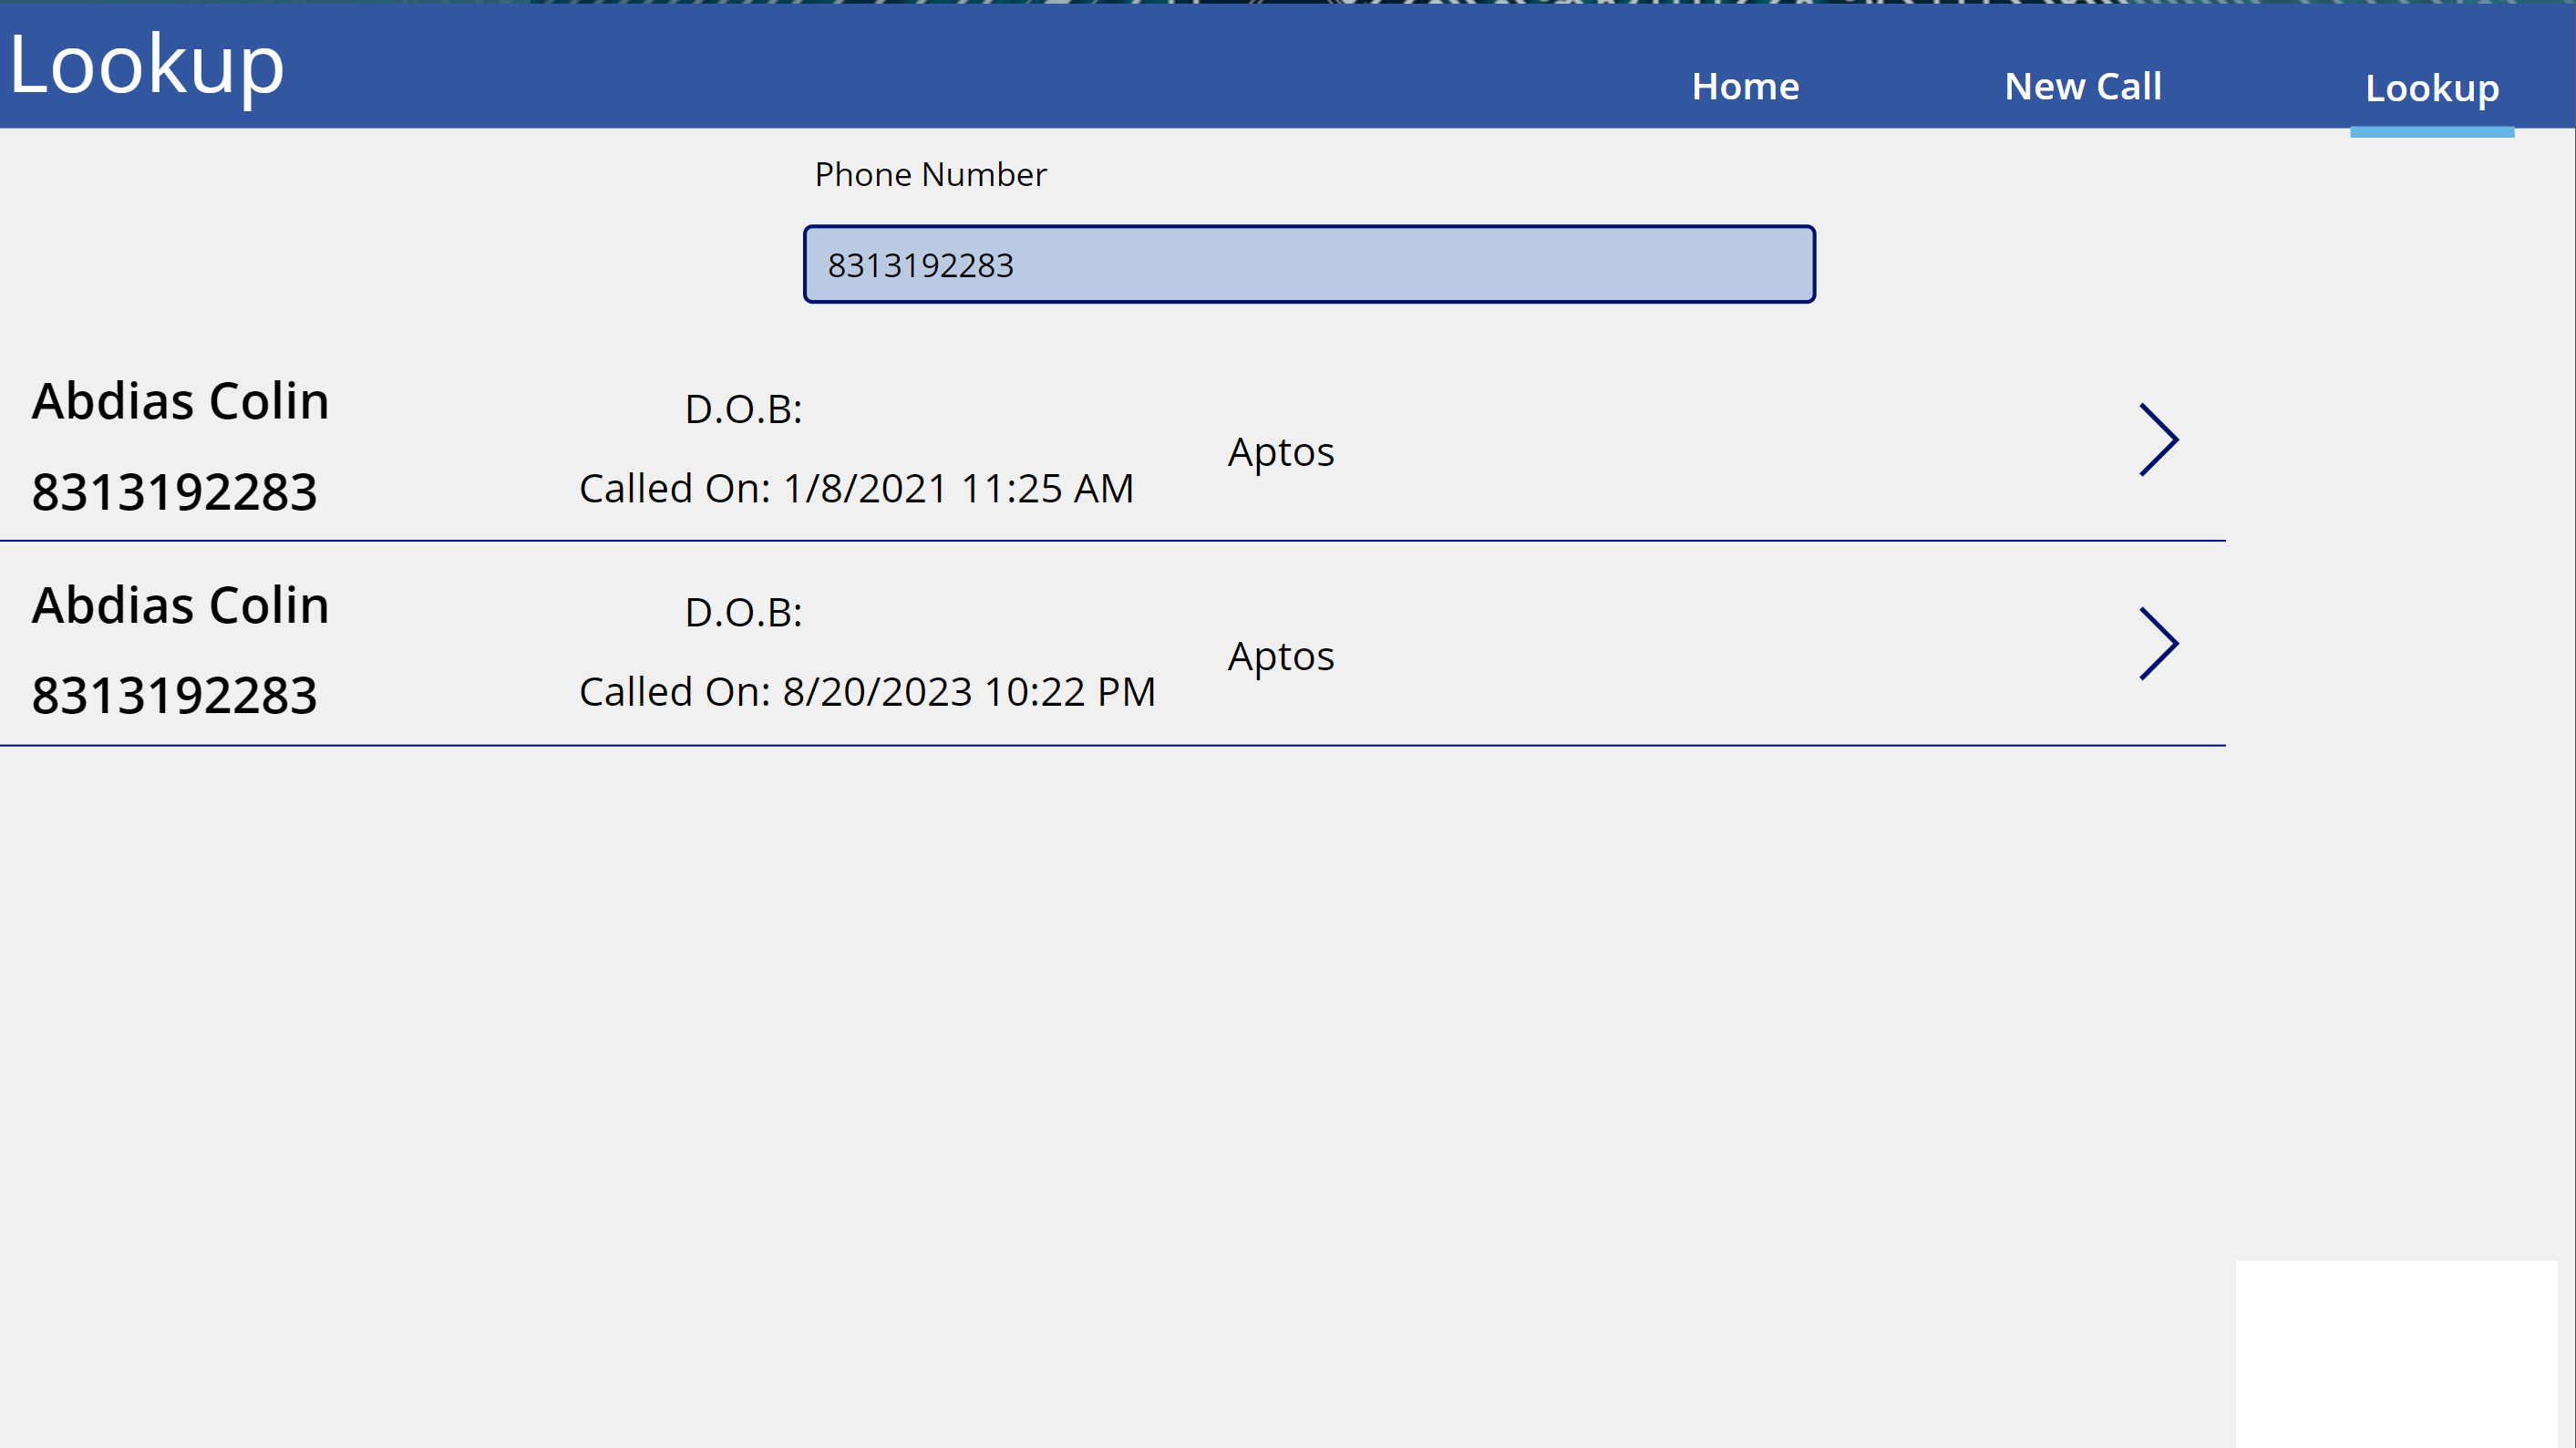 Lookup
Home
New Call
Lookup
Phone Number
8313192283
Abdias Colin
D.O.B:
Aptos
8313192283
Called On: 1/8/2021 11:25 AM
Abdias Colin
D.O.B:
Aptos
8313192283
Called On: 8/20/2023 10:22 PM